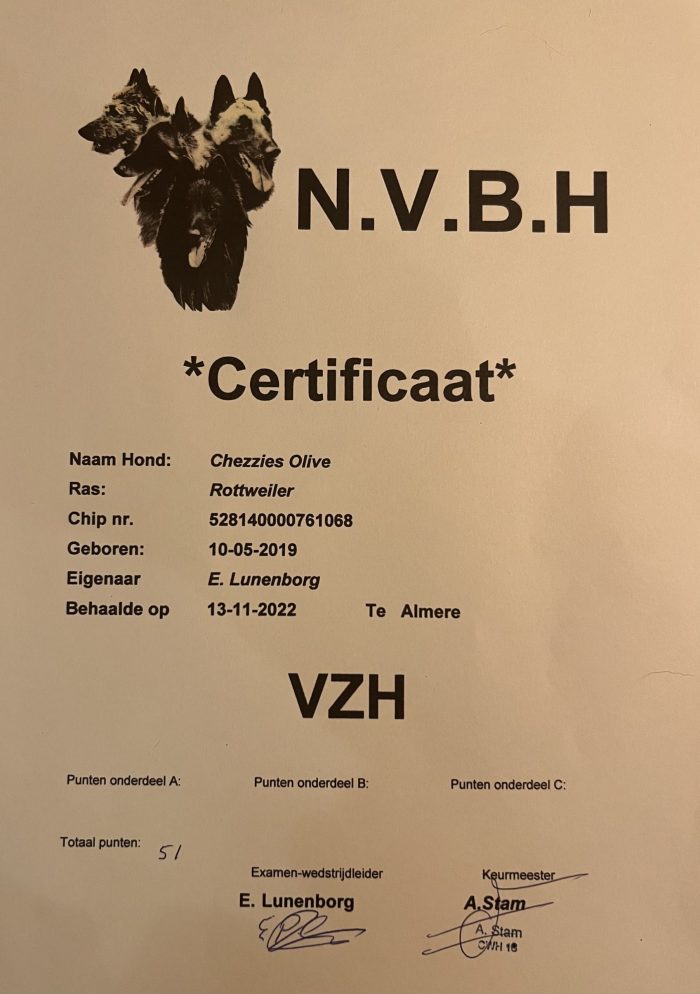 N.V.B.H
*Certificaat*
Naam Hond: Chezzies Olive
Ras: Rottweiler
Chip nr. 528140000761068
Geboren: 10-05-2019
Eigenaar E. Lunenborg
Behaalde op 13-11-2022 Te Almere
VZH
Punten onderdeel A: Punten onderdeel B: Punten onderdeel C:
Totaal punten: 51
Examen-wedstrijdleider Keurmeester
E. Lunenborg A.Stam
A. Stam
CWH 16